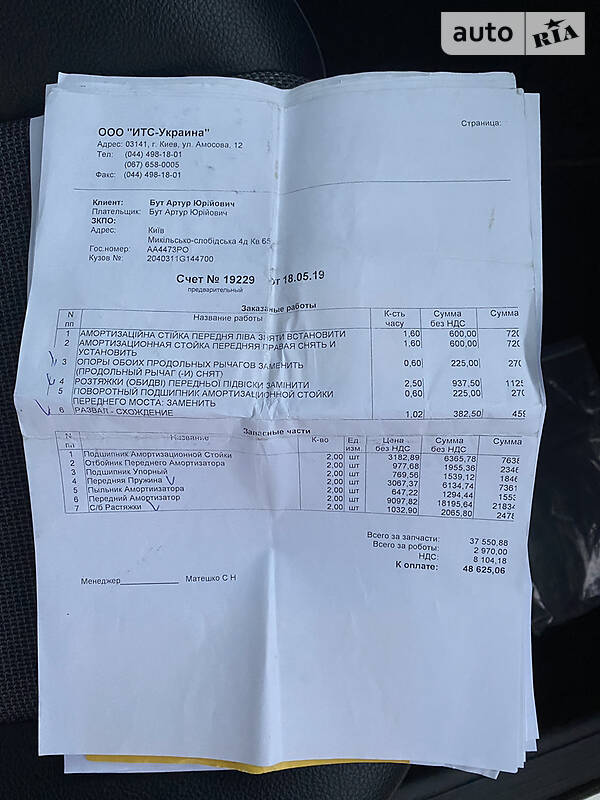 auto RIA
Страница:
ООО "ИТС-Украина"
Адрес: 03141, г. Киев, ул. Амосова, 12
Тел: (044) 498-18-01
(067) 658-0005
Факс: (044) 498-18-01
Клиент: Бут Артур Юрійович
Плательщик: Бут Артур Юрійович
ЗКПО:
Адрес: Київ
Микільсько-слобідська 4д Кв 65
Гос.номер: АА4473РО
Кузов №: 2040311G144700
Счет № 19229 от 18.05.19
предварительный
Заказаные работы
N пп Название работы К-сть часу Сумма без НДС Сумма
1 АМОРТИЗАЦІЙНА СТІЙКА ПЕРЕДНЯ ЛІВА ЗНЯТИ ВСТАНОВИТИ 1,60 600,00 720
2 АМОРТИЗАЦИОННАЯ СТОЙКА ПЕРЕДНЯЯ ПРАВАЯ СНЯТЬ И 1,60 600,00 720
УСТАНОВИТЬ
3 ОПОРЫ ОБОИХ ПРОДОЛЬНЫХ РЫЧАГОВ ЗАМЕНИТЬ 0,60 225,00 270
(ПРОДОЛЬНЫЙ РЫЧАГ (-И) СНЯТ)
4 РОЗТЯЖКИ (ОБИДВІ) ПЕРЕДНЬОЇ ПІДВІСКИ ЗАМІНИТИ 2,50 937,50 1125
5 ПОВОРОТНЫЙ ПОДШИПНИК АМОРТИЗАЦИОННОЙ СТОЙКИ 0,60 225,00 270
ПЕРЕДНЕГО МОСТА: ЗАМЕНИТЬ
6 РАЗВАЛ - СХОЖДЕНИЕ 1,02 382,50 459
Запасные части
N пп Название К-во Ед. изм Цена без НДС Сумма без НДС Сумма
1 Подшипник Амортизационной Стойки 2,00 шт 3182,89 6365,78 7638
2 Отбойник Переднего Амортизатора 2,00 шт 977,68 1955,36 2346
3 Подшипник Упорный 2,00 шт 769,56 1539,12 1846
4 Передняя Пружина 2,00 шт 3067,37 6134,74 7361
5 Пыльник Амортиизатора 2,00 шт 647,22 1294,44 1553
6 Передний Амортизатор 2,00 шт 9097,82 18195,64 21834
7 С/б Растяжки 2,00 шт 1032,90 2065,80 2478
Всего за запчасти: 37 550,88
Всего за роботы: 2 970,00
НДС: 8 104,18
К оплате: 48 625,06
Менеджер Матешко С Н